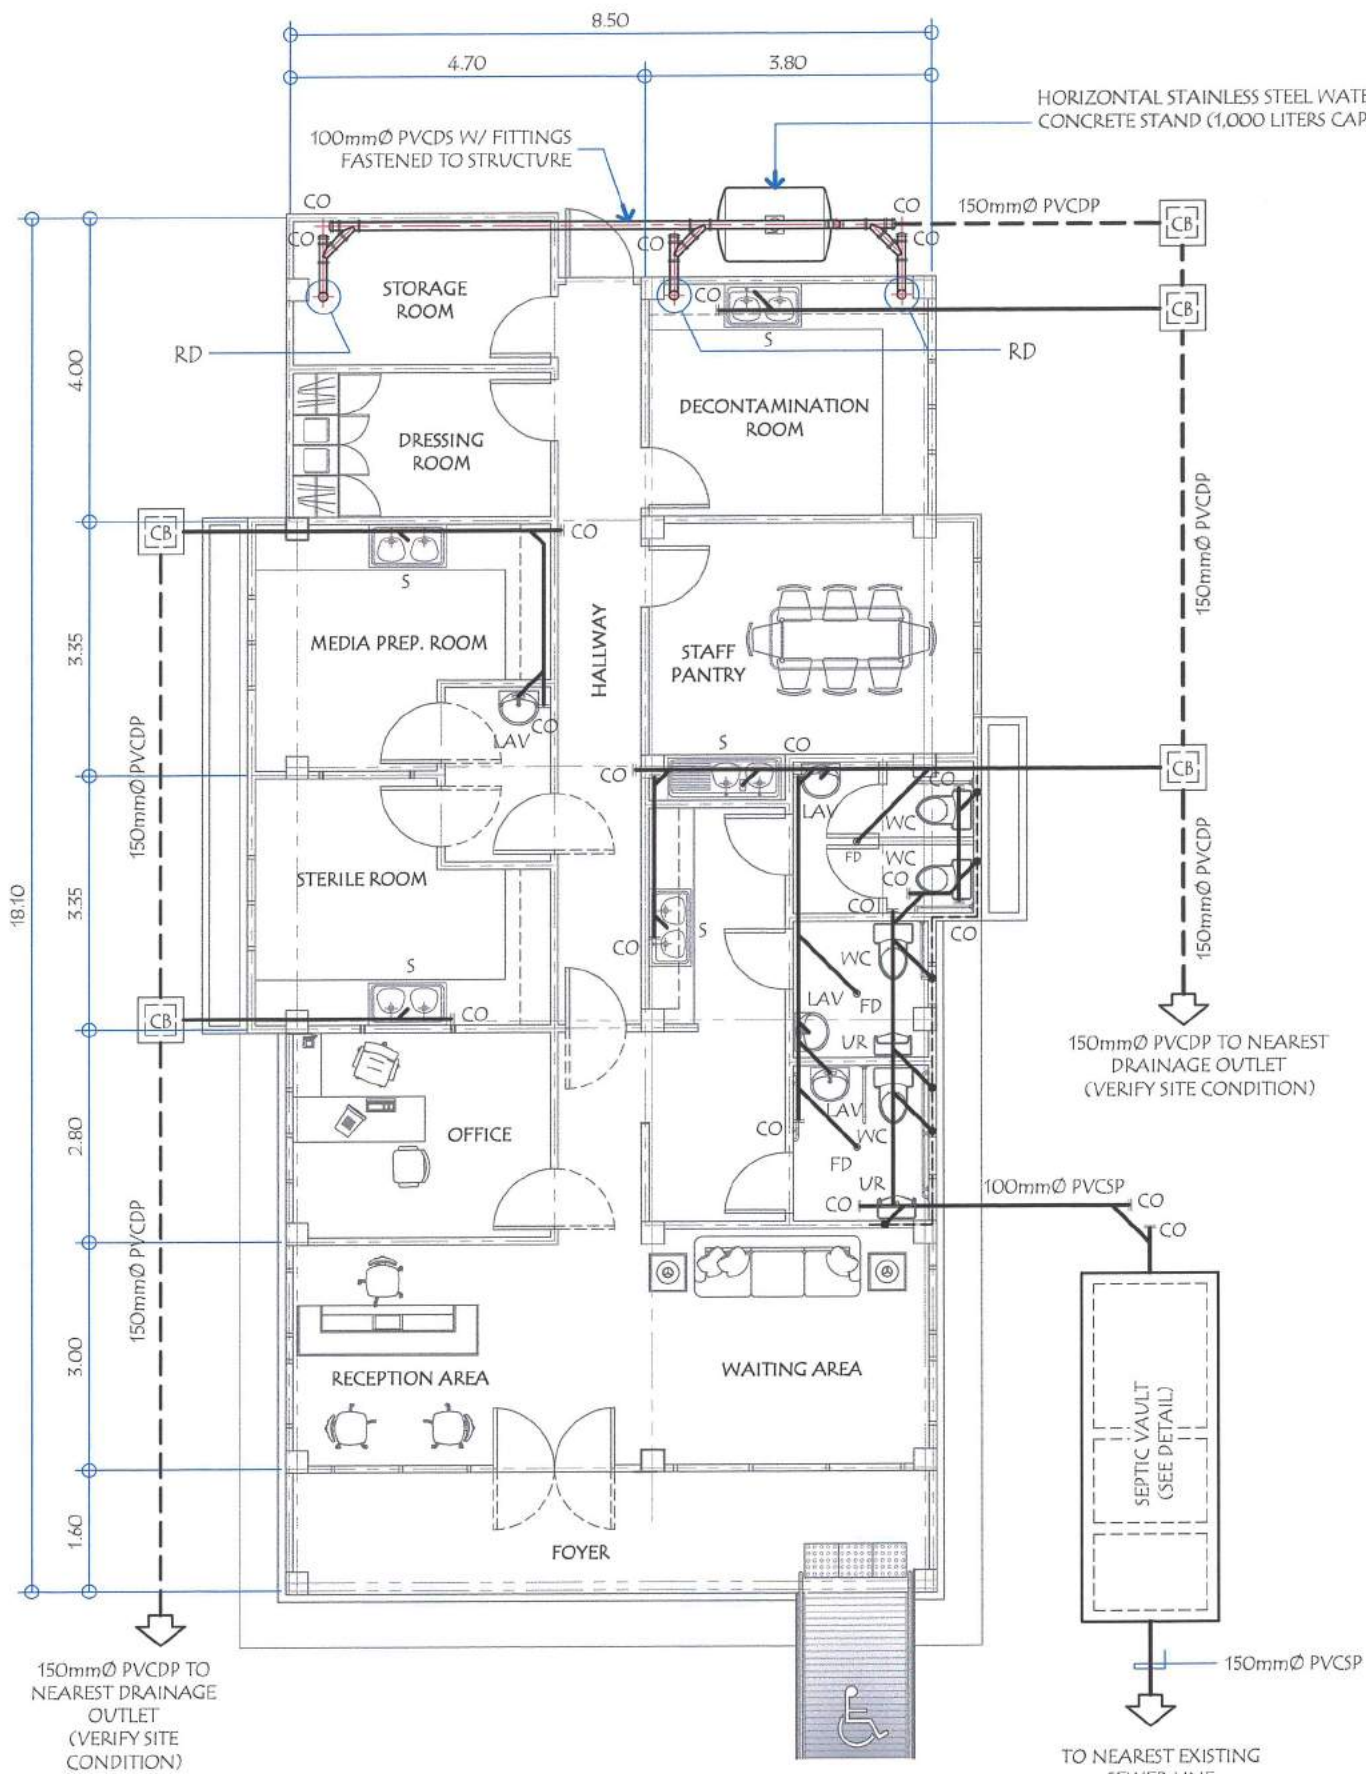 8.50
4.70
3.80
HORIZONTAL STAINLESS STEEL WATE
CONCRETE STAND (1,000 LITERS CAP
100mmØ PVCDS W/ FITTINGS
FASTENED TO STRUCTURE
CO
CO
150mmØ PVCDP
CB
CO
CO
CO
STORAGE
ROOM
CO
S
CB
RD
RD
4.00
DECONTAMINATION
ROOM
DRESSING
ROOM
150mmØ PVCDP
CB
CO
S
3.35
MEDIA PREP. ROOM
HALLWAY
STAFF
PANTRY
LAV
CO
150mmØ PVCDP
S
CO
CO
CO
CB
LAV
WC
FD
WC
CO
18.10
3.35
STERILE ROOM
150mmØ PVCDP
CO
CO
CO
S
WC
S
LAV
FD
CB
CO
UR
150mmØ PVCDP TO NEAREST
DRAINAGE OUTLET
(VERIFY SITE CONDITION)
2.80
OFFICE
LAV
CO
WC
FD
UR
CO
100mmØ PVCSP
CO
CO
150mmØ PVCDP
3.00
RECEPTION AREA
WAITING AREA
SEPTIC VAULT
(SEE DETAIL)
1.60
FOYER
150mmØ PVCDP TO
NEAREST DRAINAGE
OUTLET
(VERIFY SITE
CONDITION)
150mmØ PVCSP
TO NEAREST EXISTING
SEWER LINE